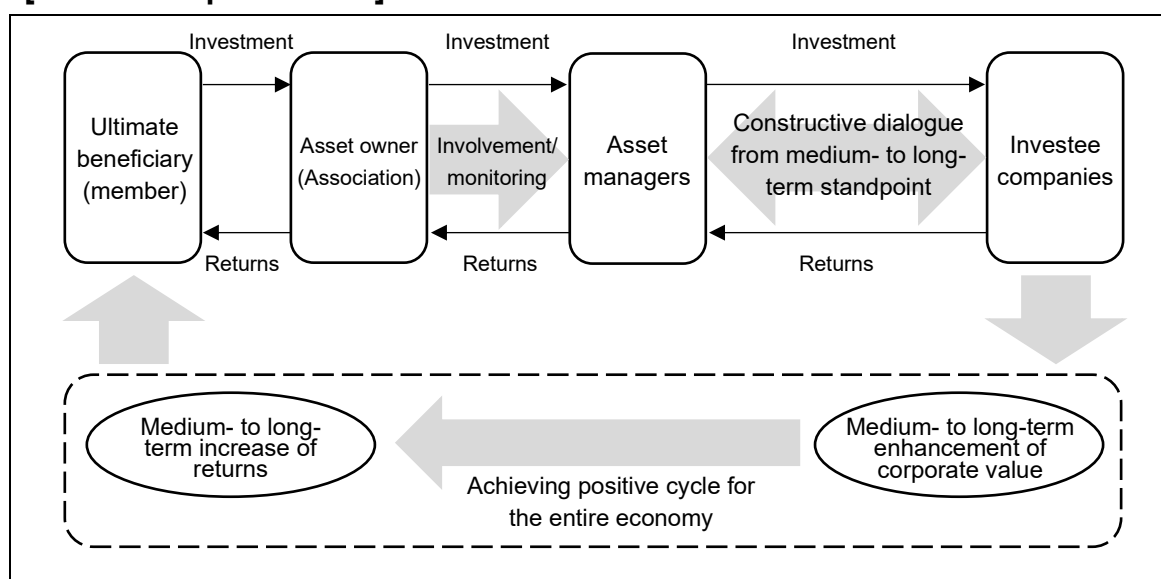 Investment
Investment
Investment
Ultimate
beneficiary
(member)
Asset owner
(Association)
Involvement/
monitoring
Asset
managers
Constructive dialogue
from medium- to long-
term standpoint
Investee
companies
Returns
Returns
Returns
Medium- to long-
term increase of
returns
Medium- to long-term
enhancement of
corporate value
Achieving positive cycle for
the entire economy